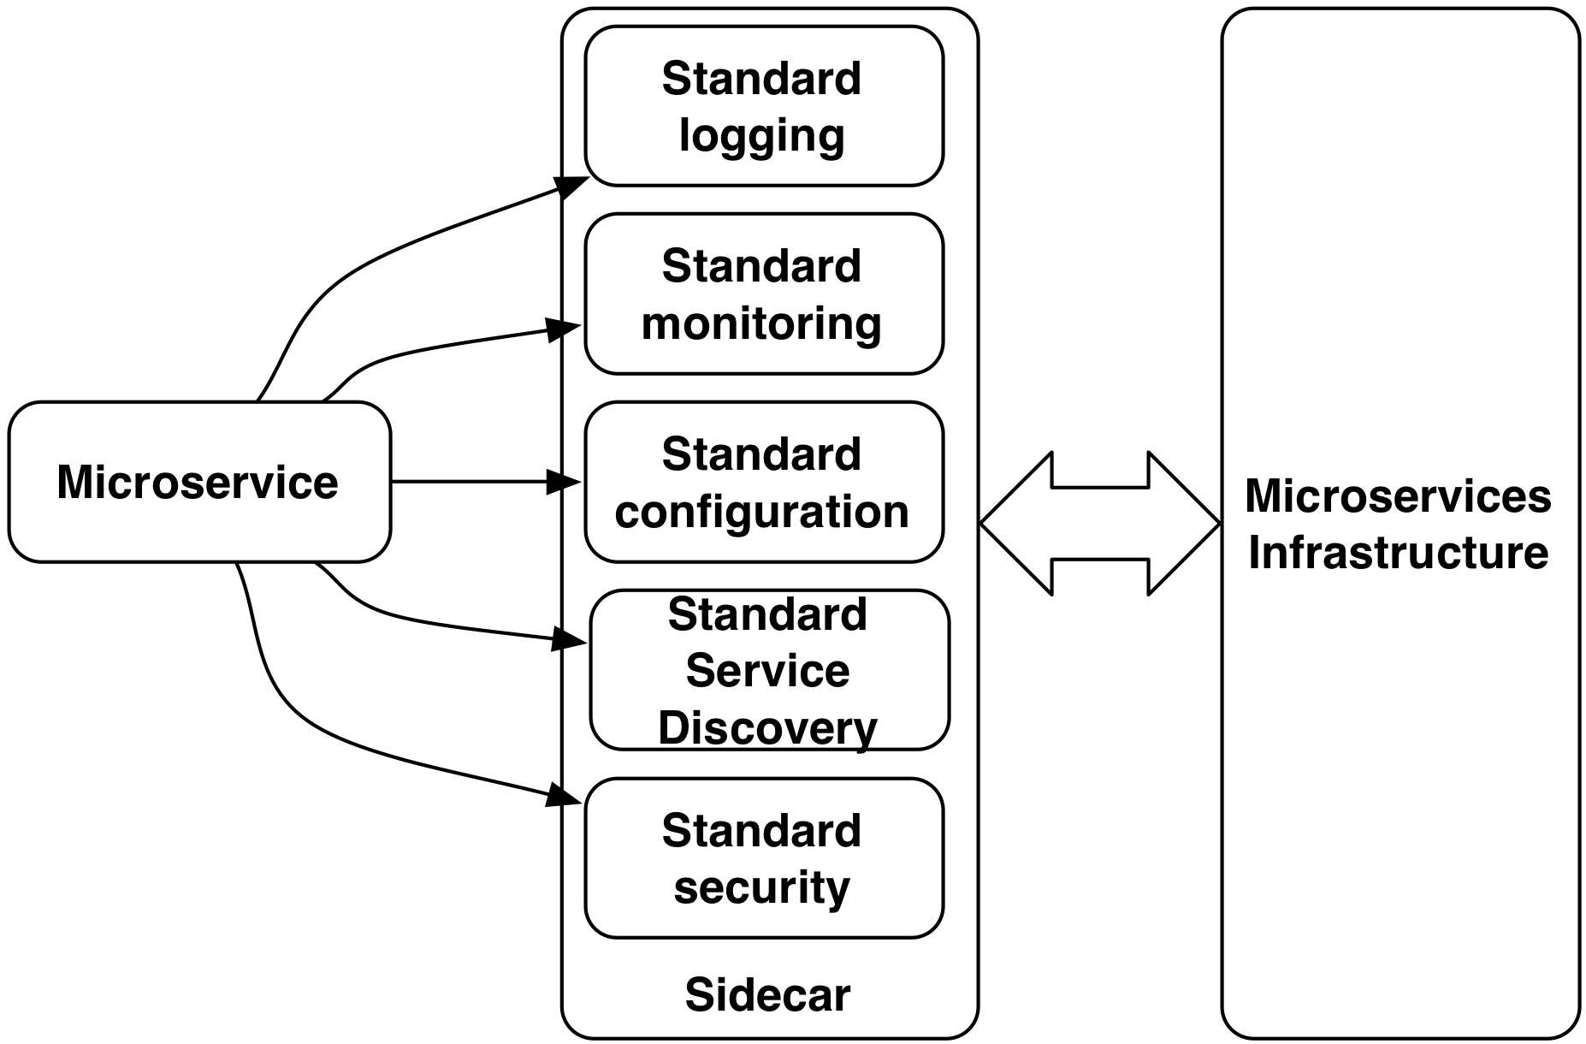 Standard
logging
Standard
monitoring
Microservice
Standard
configuration
Standard
Service
Discovery
Standard
security
Sidecar
Microservices
Infrastructure